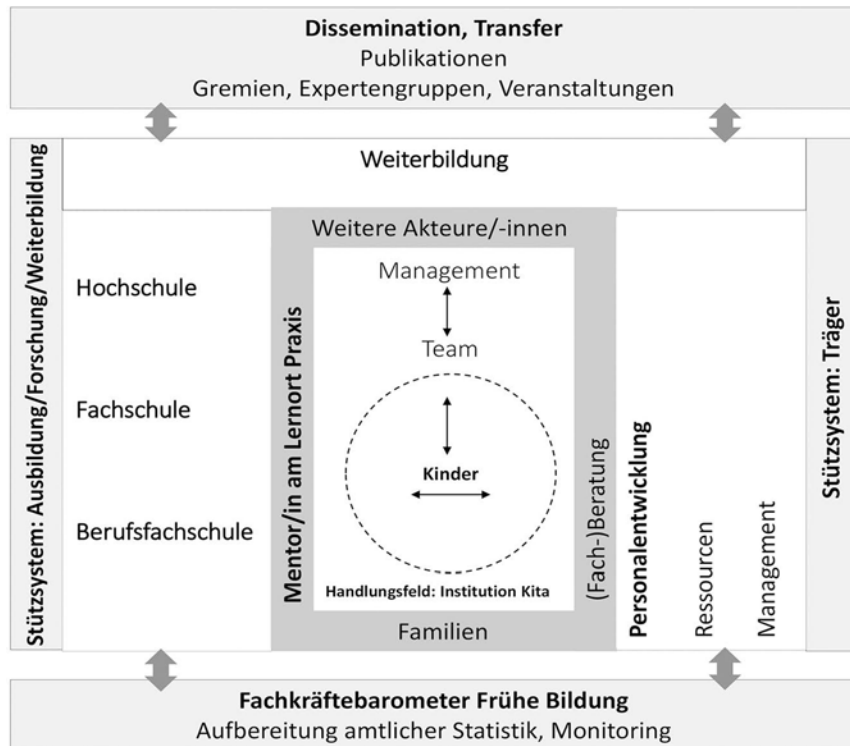 Dissemination, Transfer
Publikationen
Gremien, Expertengruppen, Veranstaltungen
Stützsystem: Ausbildung/Forschung/Weiterbildung
Weiterbildung
Hochschule
Fachschule
Berufsfachschule
Mentor/in am Lernort Praxis
Weitere Akteure/-innen
Management
Team
Kinder
Handlungsfeld: Institution Kita
Familien
(Fach-)Beratung
Personalentwicklung
Ressourcen
Management
Stützsystem: Träger
Fachkräftebarometer Frühe Bildung
Aufbereitung amtlicher Statistik, Monitoring